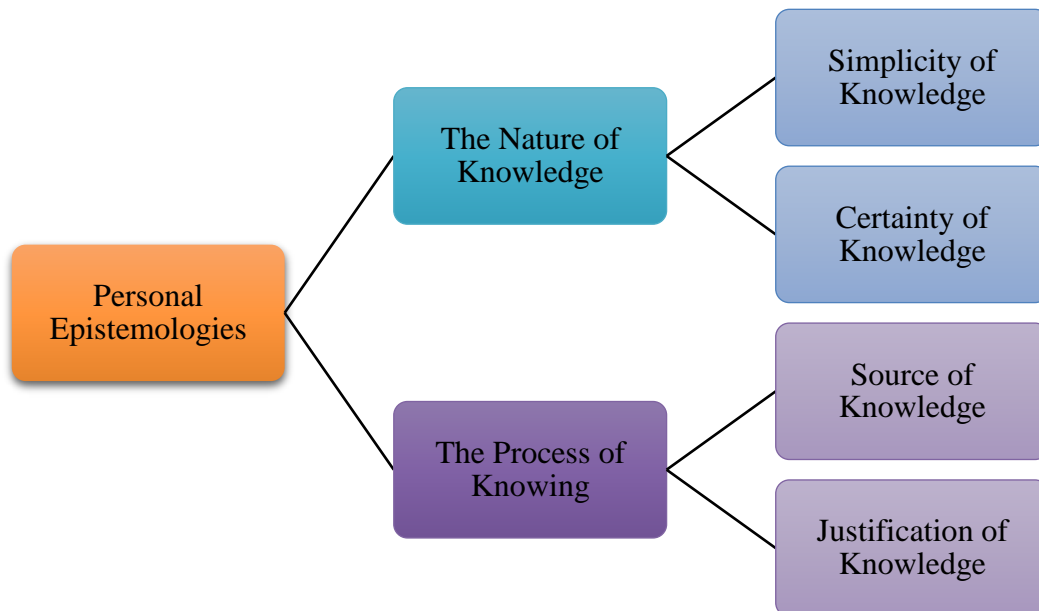 Personal
Epistemologies
The Nature of
Knowledge
The Process of
Knowing
Simplicity of
Knowledge
Certainty of
Knowledge
Source of
Knowledge
Justification of
Knowledge